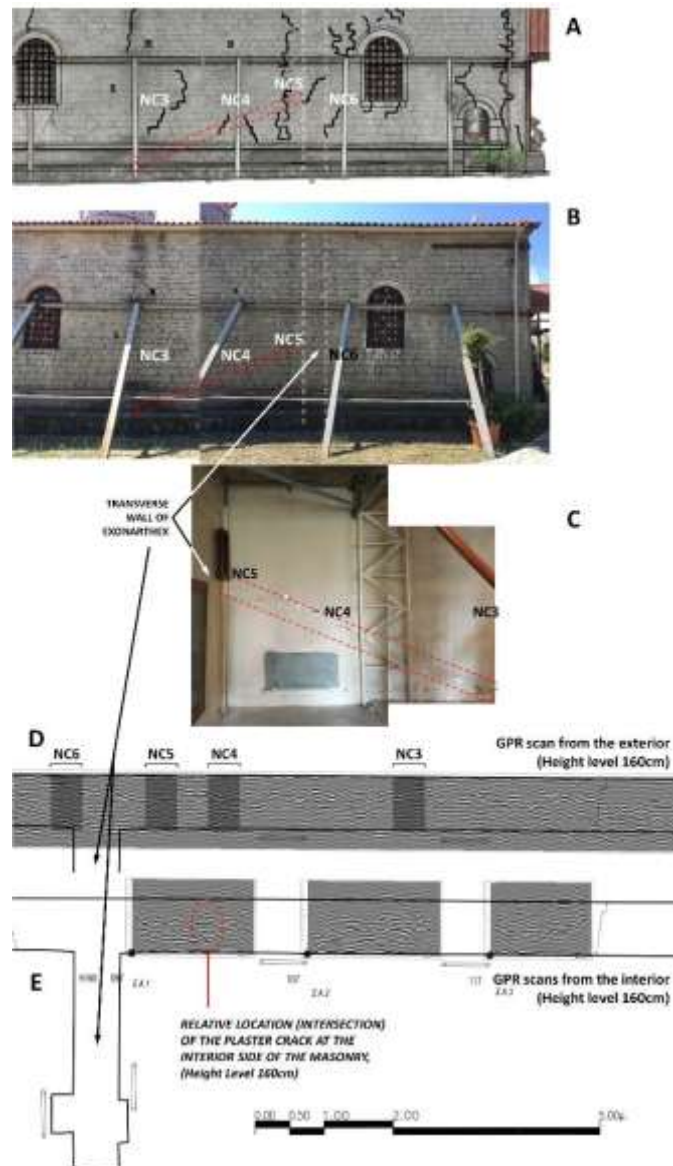 A
NC3
NC4
NC5
NC6
B
NC3
NC4
NC5
NC6
TRANSVERSE
WALL OF
EXONARTHEX
C
NC5
NC4
NC3
D
NC6
NC5
NC4
NC3
GPR scan from the exterior
(Height level 160cm)
E
GPR scans from the interior
(Height level 160cm)
RELATIVE LOCATION (INTERSECTION)
OF THE PLASTER CRACK AT THE
INTERIOR SIDE OF THE MASONRY,
(Height Level 160cm)
0.00 0.50 1.00 2.00 5.00μ.